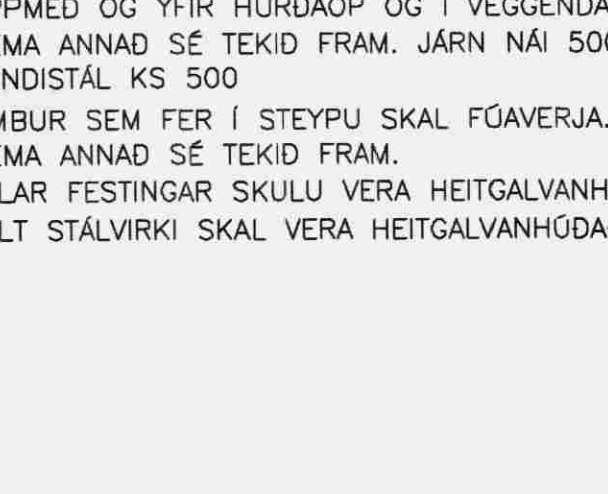 PPMEÐ OG YFIR HURÐAOP OG Í VEGGENDA
EMA ANNAÐ SÉ TEKIÐ FRAM. JÁRN NÁI 500
NDISTÁL KS 500
MBUR SEM FER Í STEYPU SKAL FÚAVERJA.
EMA ANNAÐ SÉ TEKIÐ FRAM.
LAR FESTINGAR SKULU VERA HEITGALVANH
LT STÁLVIRKI SKAL VERA HEITGALVANHÚÐA